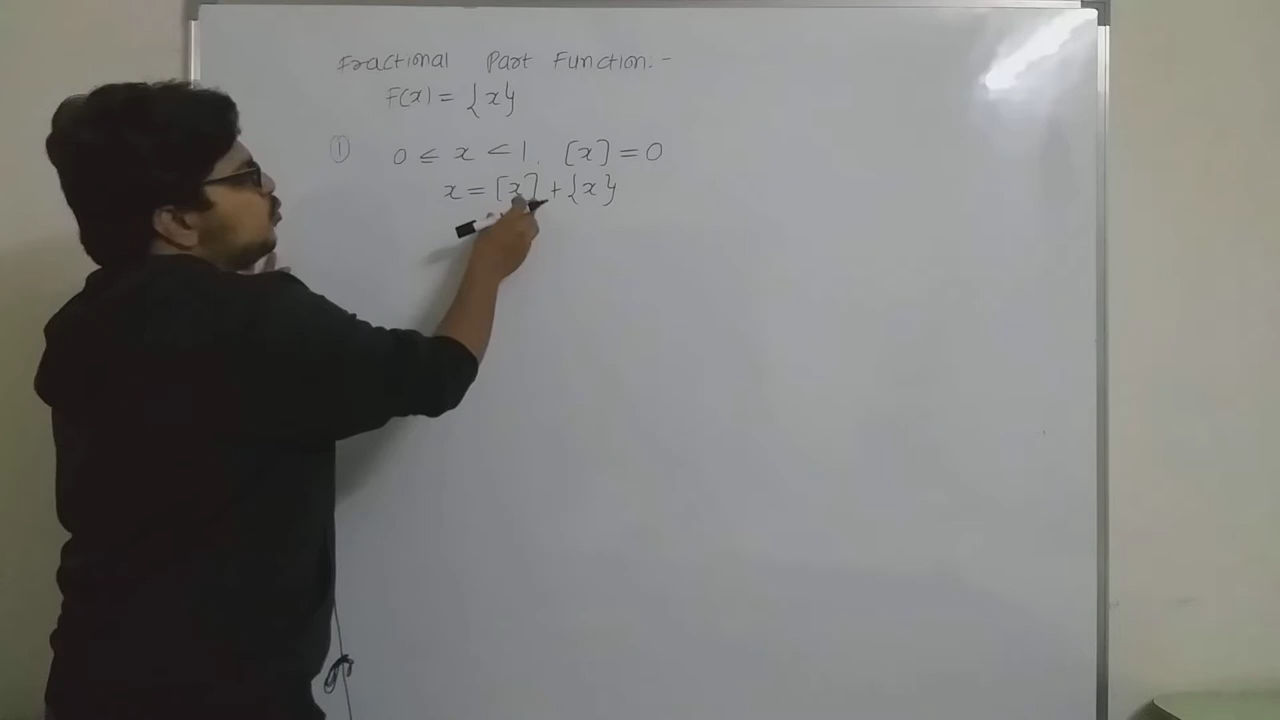 Fractional Part Function:-
F(x) = {x}
① 0 ≤ x < 1, [x] = 0
x = [x] + {x}